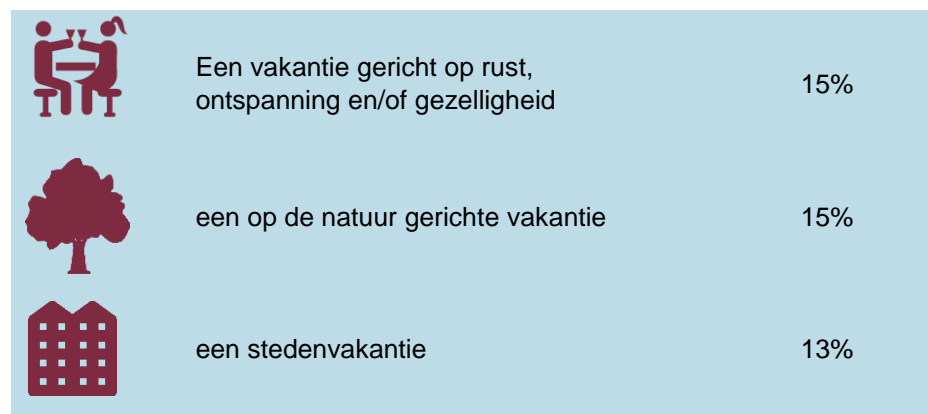 Een vakantie gericht op rust,
ontspanning en/of gezelligheid
15%
een op de natuur gerichte vakantie
15%
een stedenvakantie
13%